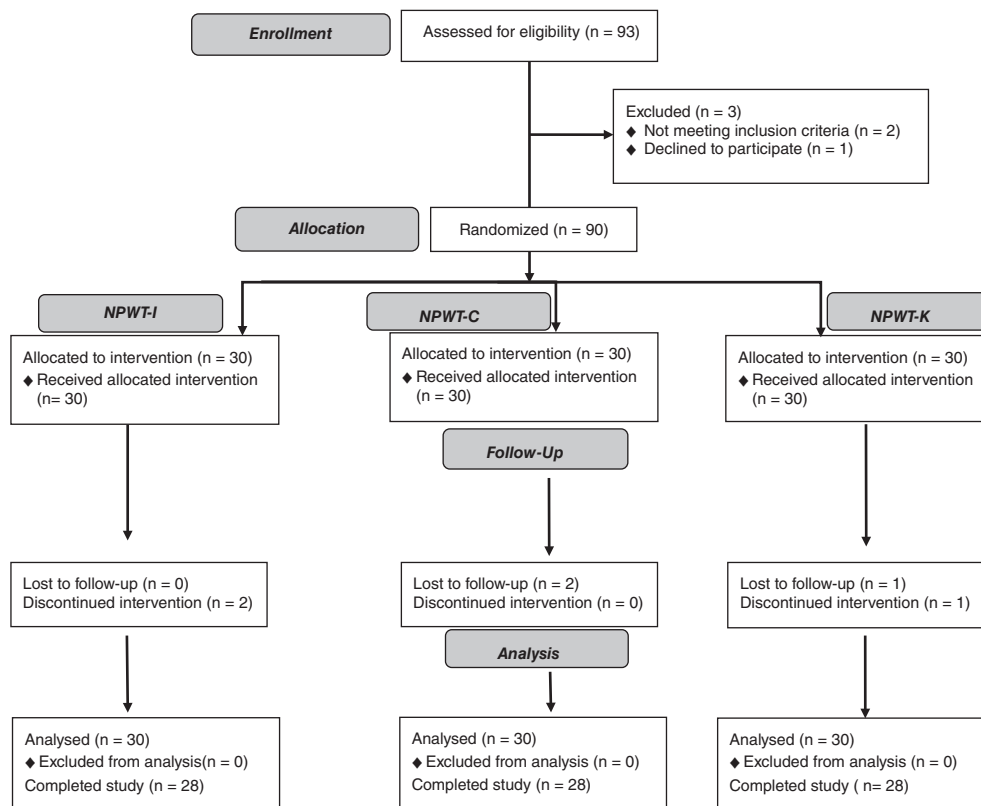 Enrollment
Assessed for eligibility (n = 93)
Excluded (n = 3)
◆ Not meeting inclusion criteria (n = 2)
◆ Declined to participate (n = 1)
Allocation
Randomized (n = 90)
NPWT-I
Allocated to intervention (n = 30)
◆ Received allocated intervention
(n= 30)
NPWT-C
Allocated to intervention (n = 30)
◆ Received allocated intervention
(n = 30)
NPWT-K
Allocated to intervention (n = 30)
◆ Received allocated intervention
(n = 30)
Follow-Up
Lost to follow-up (n = 0)
Discontinued intervention (n = 2)
Lost to follow-up (n = 2)
Discontinued intervention (n = 0)
Lost to follow-up (n = 1)
Discontinued intervention (n = 1)
Analysis
Analysed (n = 30)
◆ Excluded from analysis(n = 0)
Completed study (n = 28)
Analysed (n = 30)
◆ Excluded from analysis (n = 0)
Completed study (n = 28)
Analysed (n = 30)
◆ Excluded from analysis (n = 0)
Completed study ( n= 28)